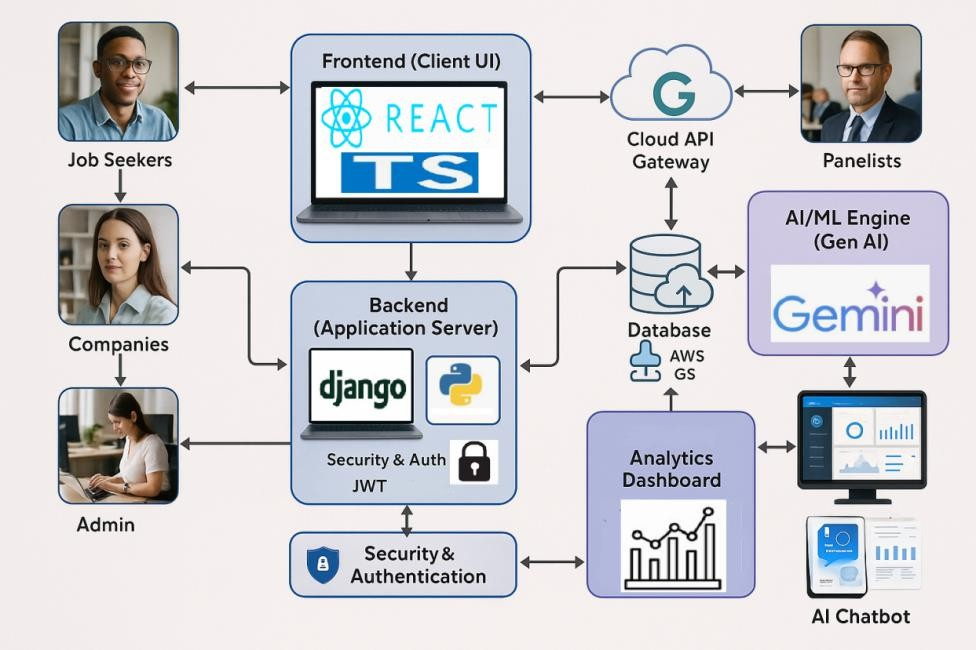 Job Seekers
Companies
Admin
Frontend (Client UI)
REACT
TS
Backend
(Application Server)
django
Security & Auth
JWT
Security &
Authentication
G
Cloud API
Gateway
Panelists
Database
AWS
GS
AI/ML Engine
(Gen AI)
Gemini
Analytics
Dashboard
AI Chatbot